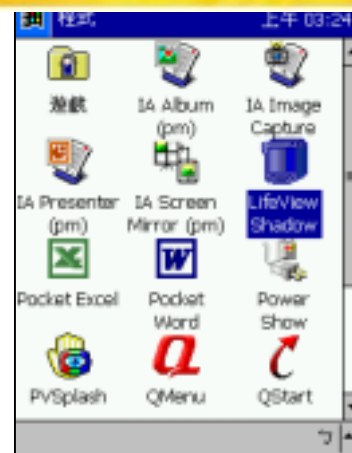 程式 上午 03:24
遊戲 IA Album IA Image
(pm) Capture
IA Presenter IA Screen LifeView
(pm) Mirror (pm) Shadow
Pocket Excel Pocket Power
Word Show
PVSplash QMenu QStart
ㄅ